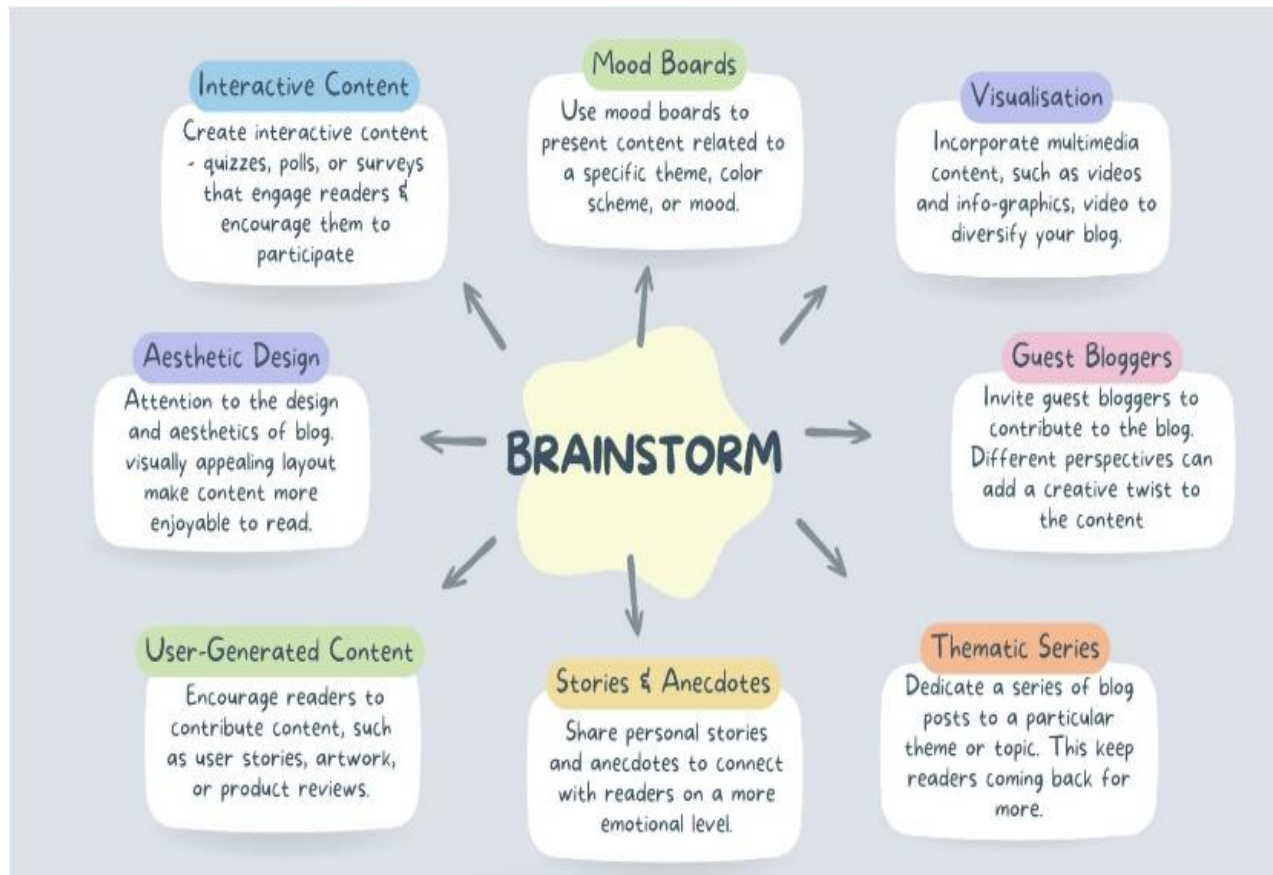 Interactive Content
Create interactive content
- quizzes, polls, or surveys
that engage readers &
encourage them to
participate
Mood Boards
Use mood boards to
present content related to
a specific theme, color
scheme, or mood.
Visualisation
Incorporate multimedia
content, such as videos
and info-graphics, video to
diversify your blog.
Aesthetic Design
Attention to the design
and aesthetics of blog.
visually appealing layout
make content more
enjoyable to read.
BRAINSTORM
Guest Bloggers
Invite guest bloggers to
contribute to the blog.
Different perspectives can
add a creative twist to
the content
User-Generated Content
Encourage readers to
contribute content, such
as user stories, artwork,
or product reviews.
Stories & Anecdotes
Share personal stories
and anecdotes to connect
with readers on a more
emotional level.
Thematic Series
Dedicate a series of blog
posts to a particular
theme or topic. This keep
readers coming back for
more.